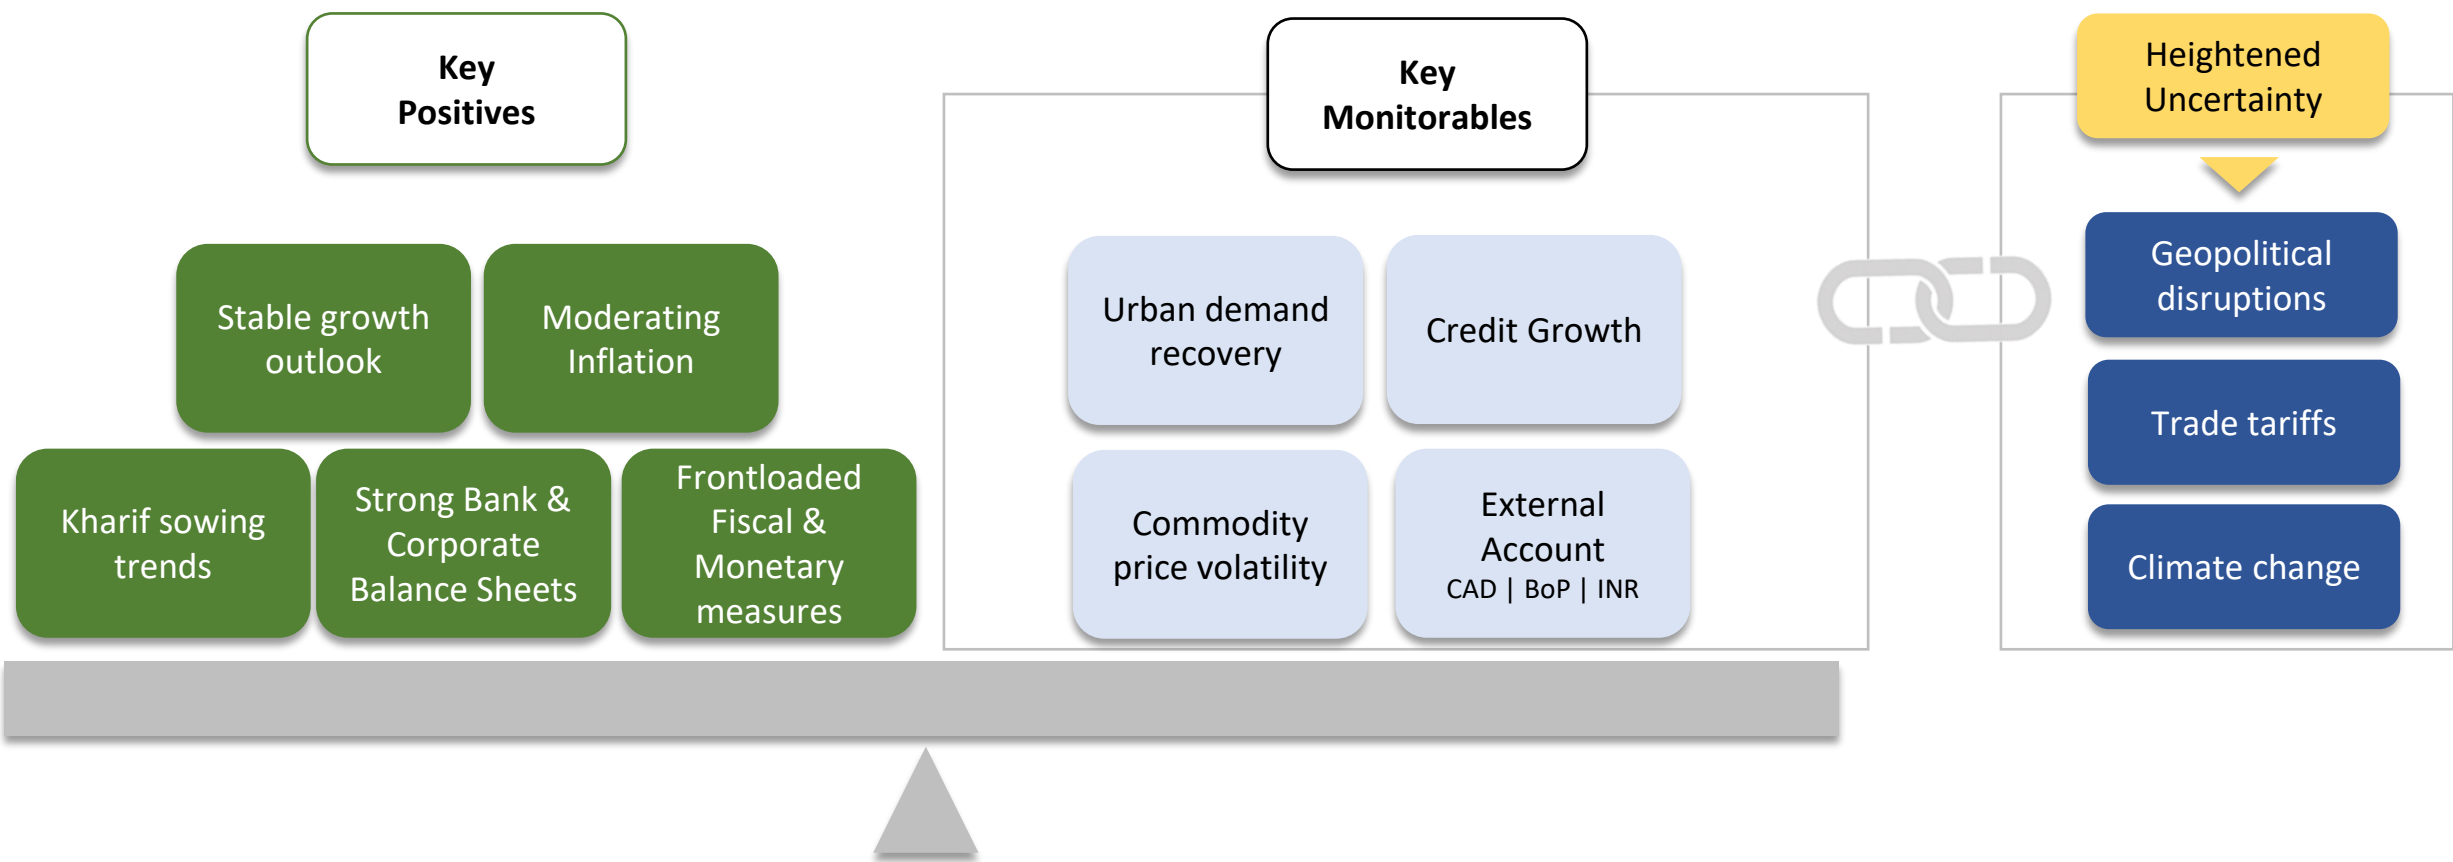 Key
Positives
Stable growth
outlook
Moderating
Inflation
Kharif sowing
trends
Strong Bank &
Corporate
Balance Sheets
Frontloaded
Fiscal &
Monetary
measures
Key
Monitorables
Urban demand
recovery
Credit Growth
Commodity
price volatility
External
Account
CAD | BoP | INR
Heightened
Uncertainty
Geopolitical
disruptions
Trade tariffs
Climate change